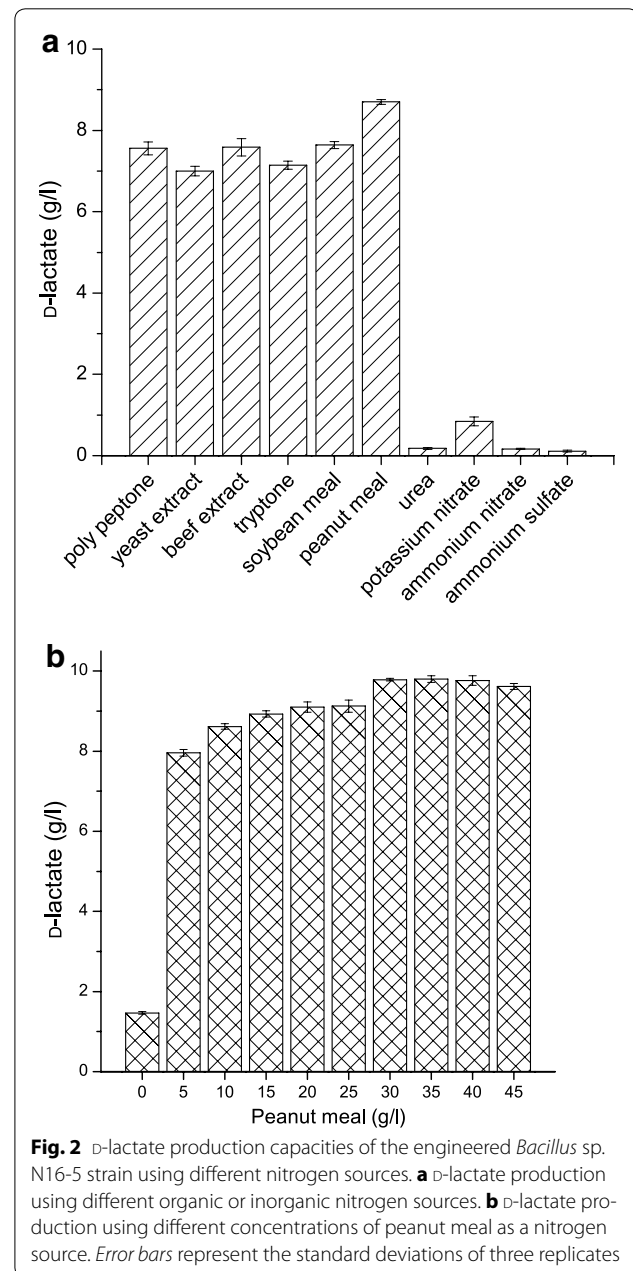 a
10
8
6
4
2
0
D-lactate (g/l)
poly peptone
yeast extract
beef extract
tryptone
soybean meal
peanut meal
urea
potassium nitrate
ammonium nitrate
ammonium sulfate
b
10
8
6
4
2
0
D-lactate (g/l)
0 5 10 15 20 25 30 35 40 45
Peanut meal (g/l)
Fig. 2 D-lactate production capacities of the engineered Bacillus sp.
N16-5 strain using different nitrogen sources. a D-lactate production
using different organic or inorganic nitrogen sources. b D-lactate pro-
duction using different concentrations of peanut meal as a nitrogen
source. Error bars represent the standard deviations of three replicates